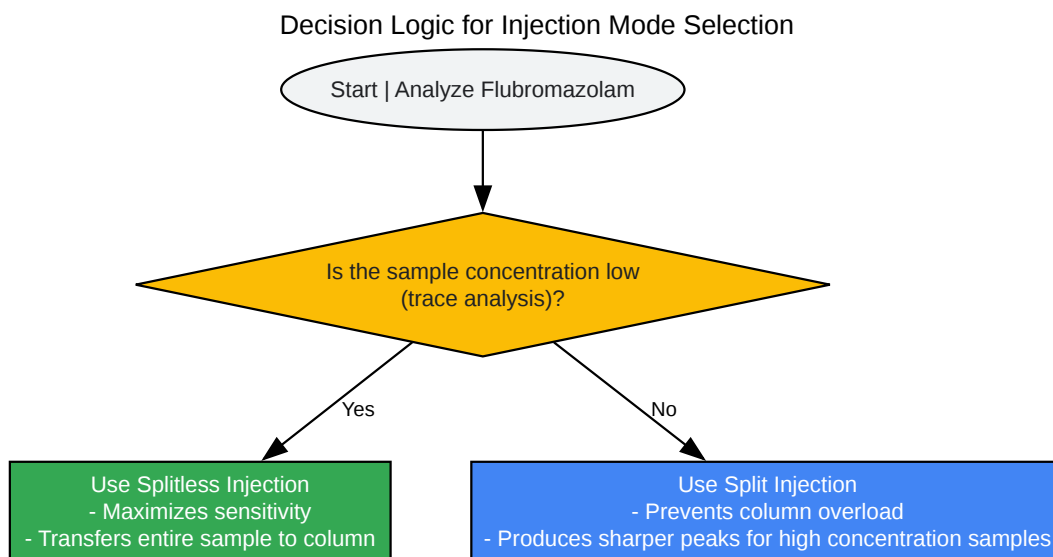 Decision Logic for Injection Mode Selection
Start | Analyze Flubromazolam
Is the sample concentration low
(trace analysis)?
Yes
No
Use Splitless Injection
- Maximizes sensitivity
- Transfers entire sample to column
Use Split Injection
- Prevents column overload
- Produces sharper peaks for high concentration samples